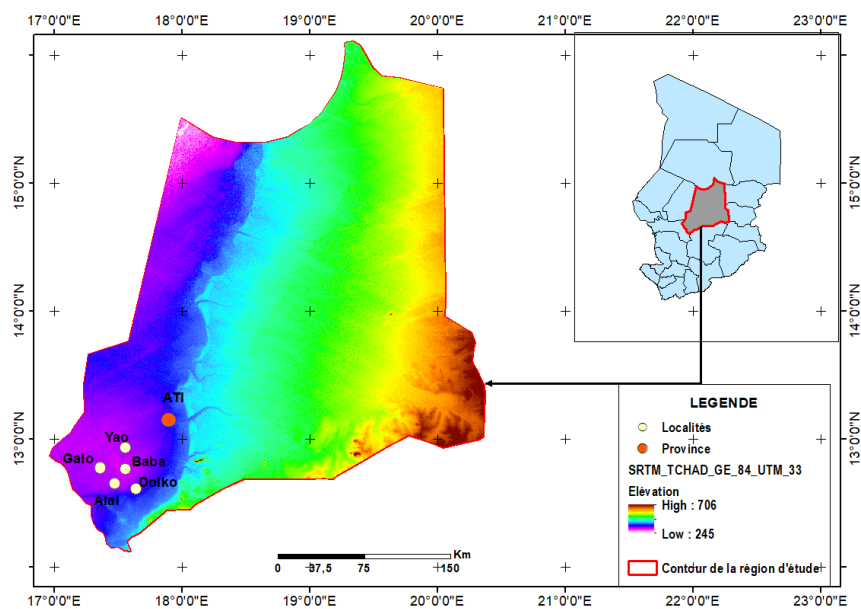 17°0'0"E 18°0'0"E 19°0'0"E 20°0'0"E 21°0'0"E 22°0'0"E 23°0'0"E
15°0'0"N 15°0'0"N
14°0'0"N 14°0'0"N
ATI
13°0'0"N 13°0'0"N
Yao
Galo Baba
Alal Dolko
LEGENDE
Localités
Province
SRTM_TCHAD_GE_84_UTM_33
Elévation
High : 706
Low : 245
Contour de la région d'étude
Km
0 37,5 75 150
17°0'0"E 18°0'0"E 19°0'0"E 20°0'0"E 21°0'0"E 22°0'0"E 23°0'0"E